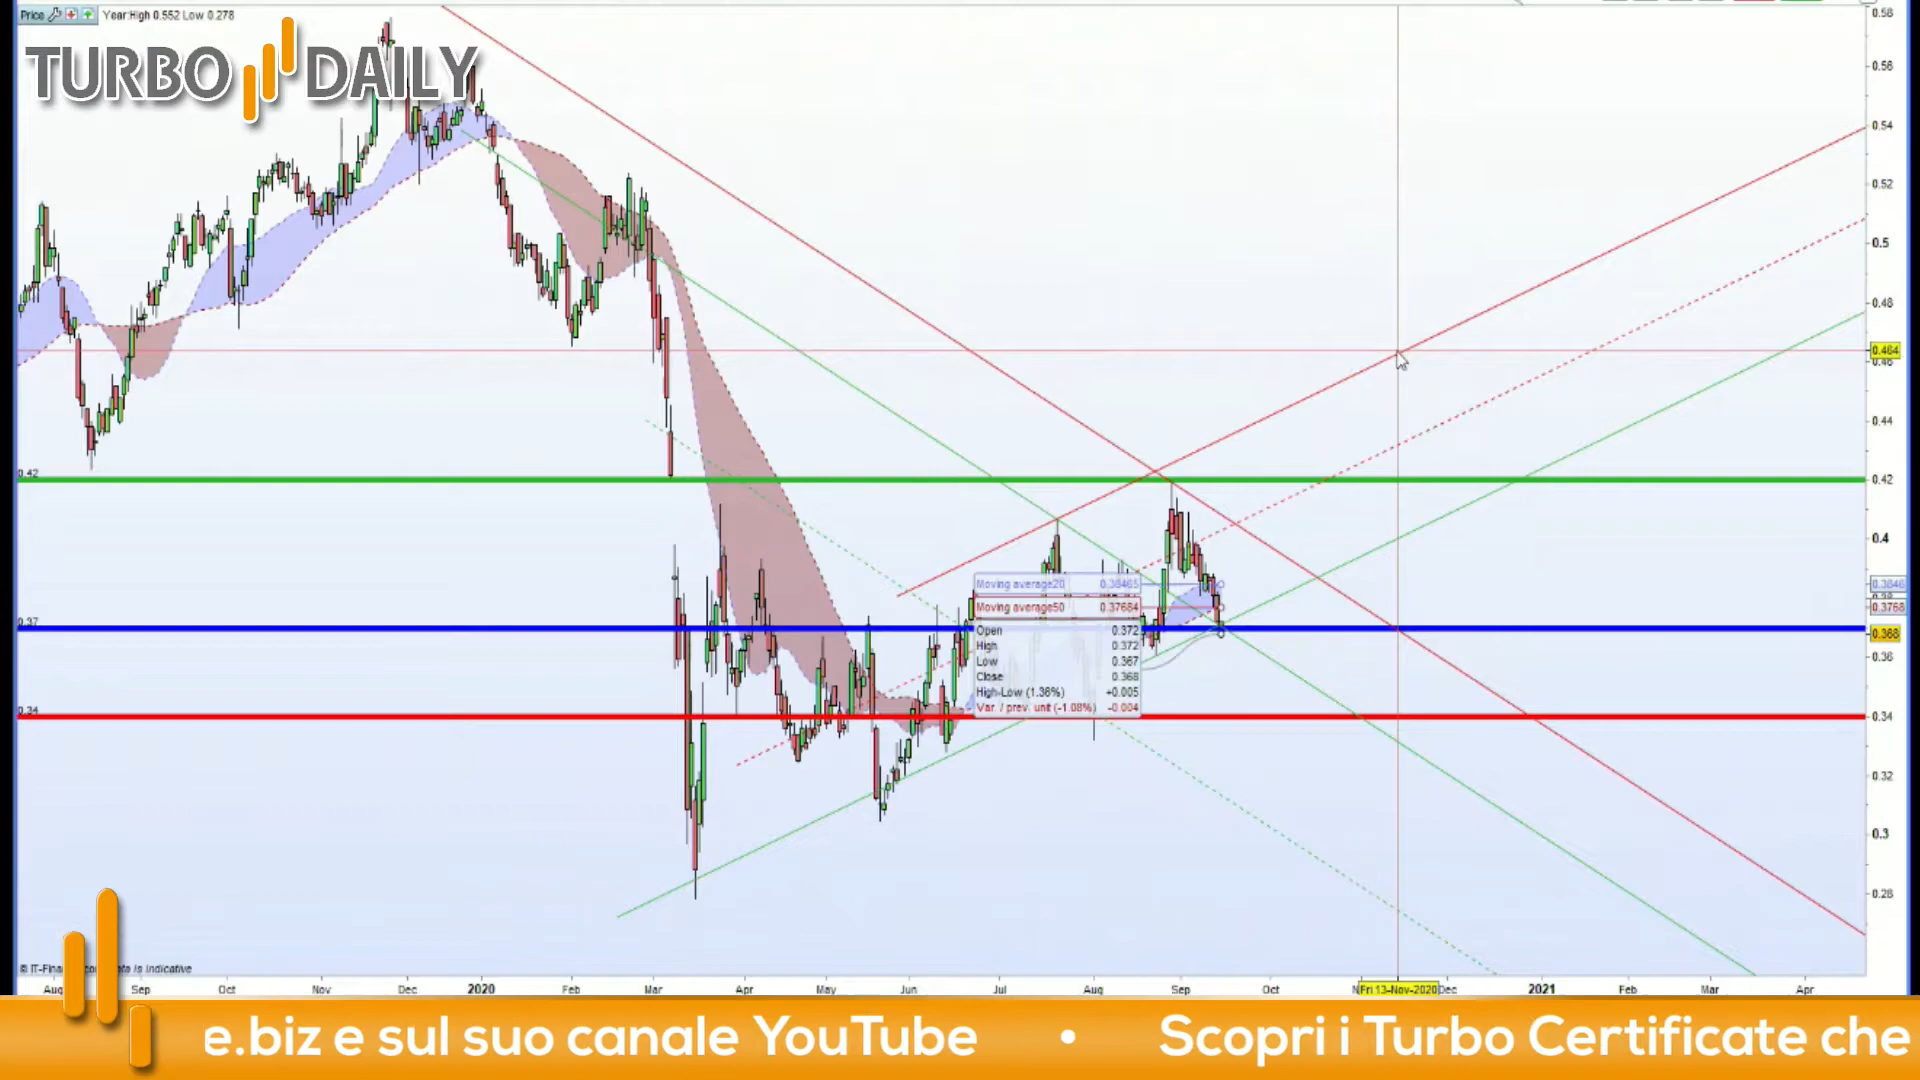 Price Year:High 0.552 Low 0.278
TURBO DAILY
0.58
0.56
0.54
0.52
0.5
0.48
0.464
0.46
0.44
0.42
0.42
0.4
Moving average20 0.38465
0.3846
0.38
Moving average50 0.37684
0.3768
0.37
Open 0.372
0.368
High 0.372
0.36
Low 0.367
Close 0.368
High-Low (1.36%) +0.005
Var. / prev. unit (-1.08%) -0.004
0.34
0.34
0.32
0.3
0.28
is Indicative
Aug Sep Oct Nov Dec 2020 Feb Mar Apr May Jun Jul Aug Sep Oct Fri 13-Nov-2020 Dec 2021 Feb Mar Apr
e.biz e sul suo canale YouTube • Scopri i Turbo Certificate che